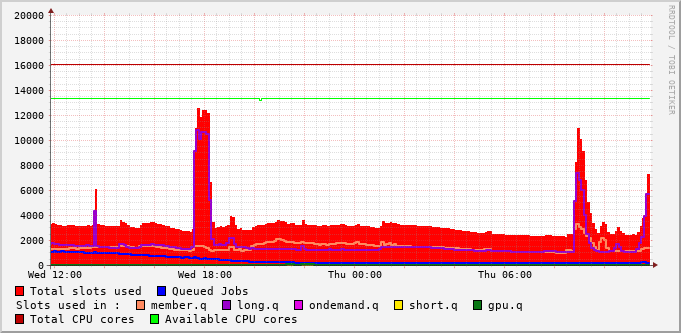 20000
18000
16000
14000
12000
10000
8000
6000
4000
2000
0
Wed 12:00 Wed 18:00 Thu 00:00 Thu 06:00
Total slots used Queued Jobs
Slots used in : member.q long.q ondemand.q short.q gpu.q
Total CPU cores Available CPU cores
RRDTOOL / TOBI OETIKER